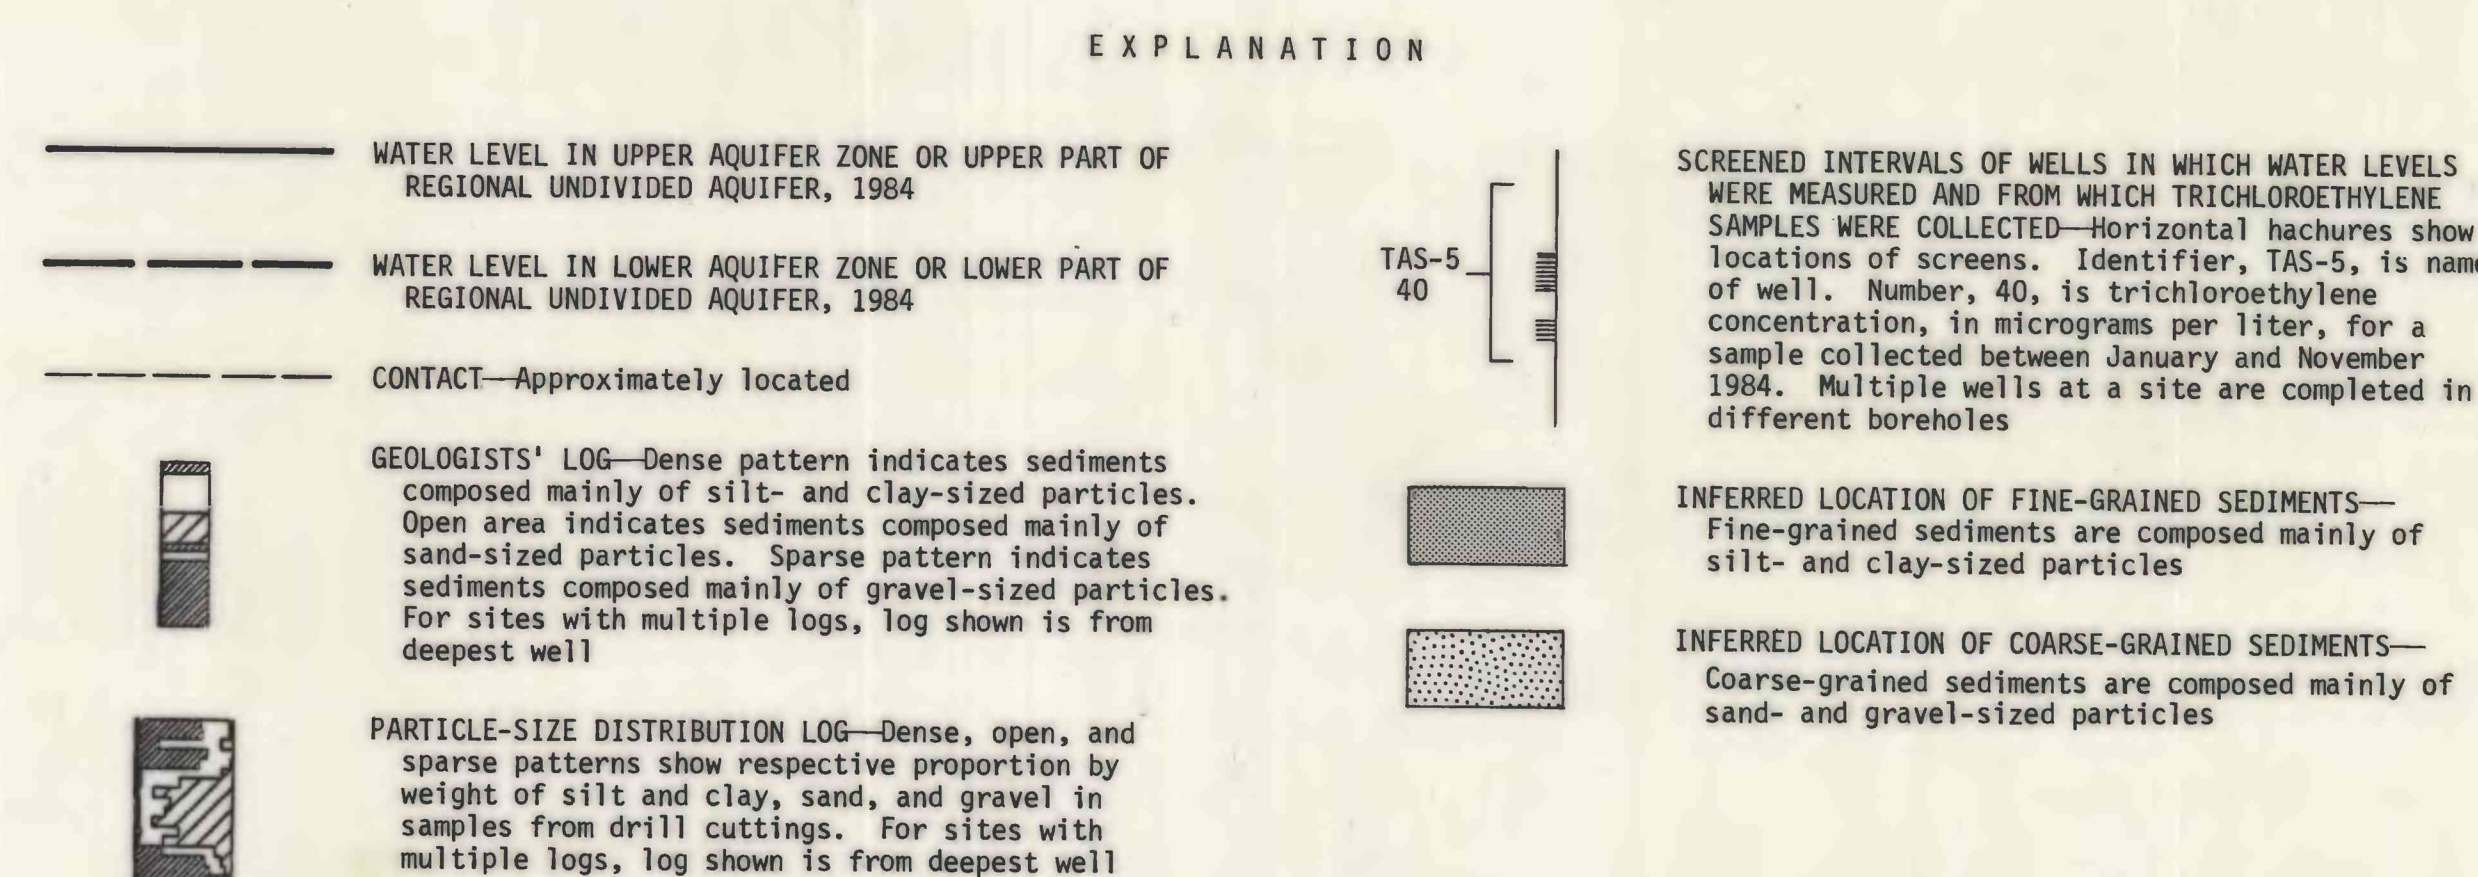 E X P L A N A T I O N
WATER LEVEL IN UPPER AQUIFER ZONE OR UPPER PART OF
REGIONAL UNDIVIDED AQUIFER, 1984
WATER LEVEL IN LOWER AQUIFER ZONE OR LOWER PART OF
REGIONAL UNDIVIDED AQUIFER, 1984
CONTACT—Approximately located
GEOLOGISTS' LOG—Dense pattern indicates sediments
composed mainly of silt- and clay-sized particles.
Open area indicates sediments composed mainly of
sand-sized particles. Sparse pattern indicates
sediments composed mainly of gravel-sized particles.
For sites with multiple logs, log shown is from
deepest well
PARTICLE-SIZE DISTRIBUTION LOG—Dense, open, and
sparse patterns show respective proportion by
weight of silt and clay, sand, and gravel in
samples from drill cuttings. For sites with
multiple logs, log shown is from deepest well
TAS-5
40
SCREENED INTERVALS OF WELLS IN WHICH WATER LEVELS
WERE MEASURED AND FROM WHICH TRICHLOROETHYLENE
SAMPLES WERE COLLECTED—Horizontal hachures show
locations of screens. Identifier, TAS-5, is name
of well. Number, 40, is trichloroethylene
concentration, in micrograms per liter, for a
sample collected between January and November
1984. Multiple wells at a site are completed in
different boreholes
INFERRED LOCATION OF FINE-GRAINED SEDIMENTS—
Fine-grained sediments are composed mainly of
silt- and clay-sized particles
INFERRED LOCATION OF COARSE-GRAINED SEDIMENTS—
Coarse-grained sediments are composed mainly of
sand- and gravel-sized particles